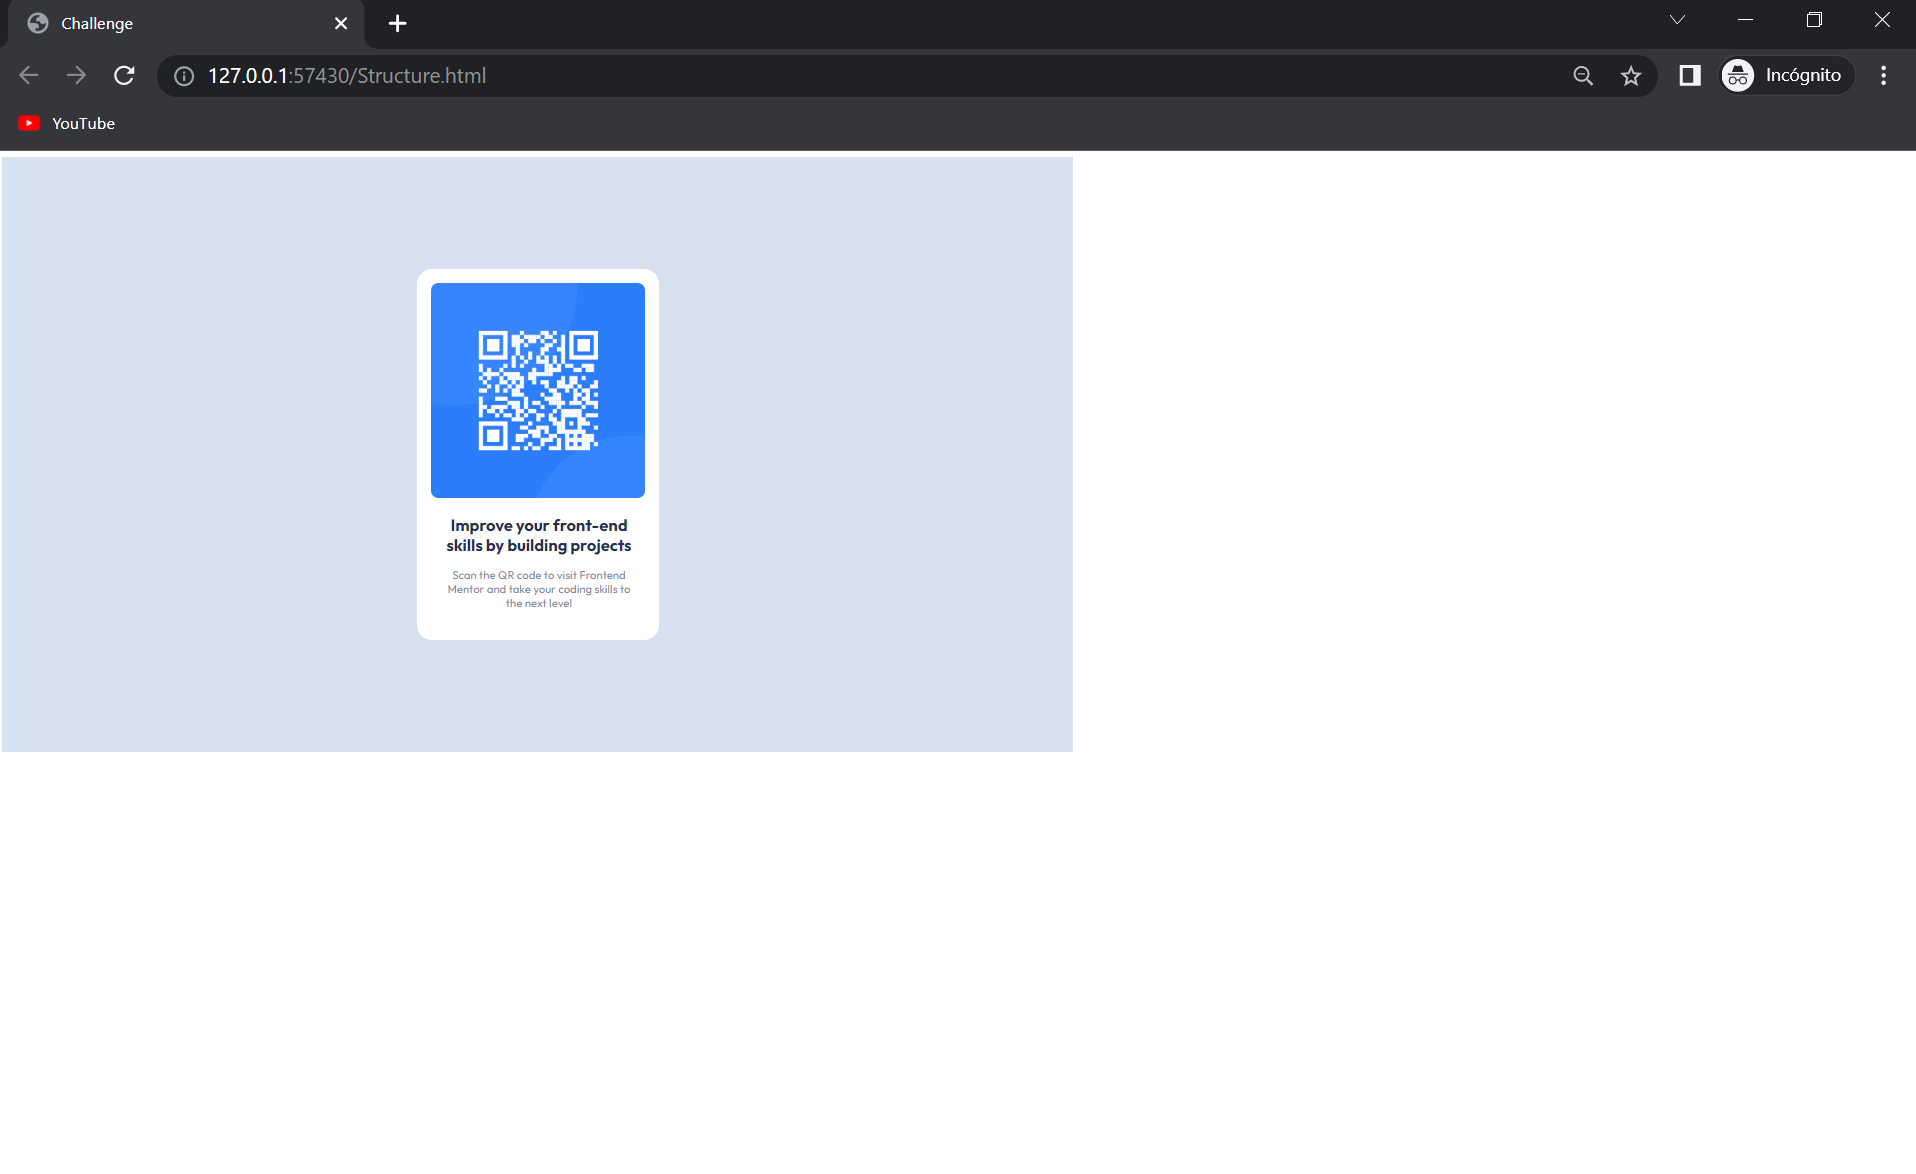 Challenge
127.0.0.1:57430/Structure.html
Incógnito
YouTube
Improve your front-end
skills by building projects
Scan the QR code to visit Frontend
Mentor and take your coding skills to
the next level